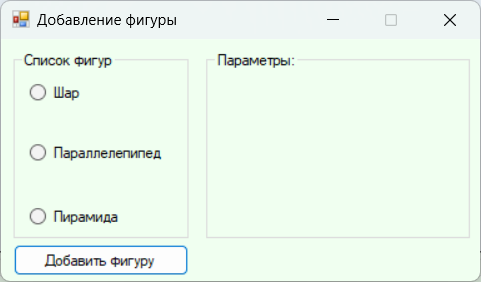 Добавление фигуры
Список фигур
Параметры:
Шар
Параллелепипед
Пирамида
Добавить фигуру